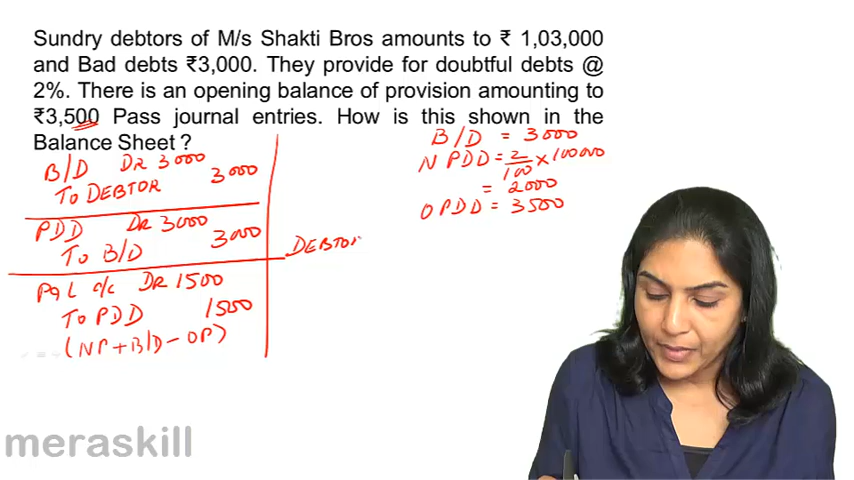 Sundry debtors of M/s Shakti Bros amounts to ₹ 1,03,000
and Bad debts ₹3,000. They provide for doubtful debts @
2%. There is an opening balance of provision amounting to
₹3,500 Pass journal entries. How is this shown in the
Balance Sheet ?
B/D DR 3000
TO DEBTOR 3000
PDD DR 3000
TO B/D 3000
P&L a/c DR 1500
TO PDD 1500
(NP+B/D-OP)
DEBTOR
B/D = 3000
N PDD = 2/100 x 100000
= 2000
O PDD = 3500
meraskill